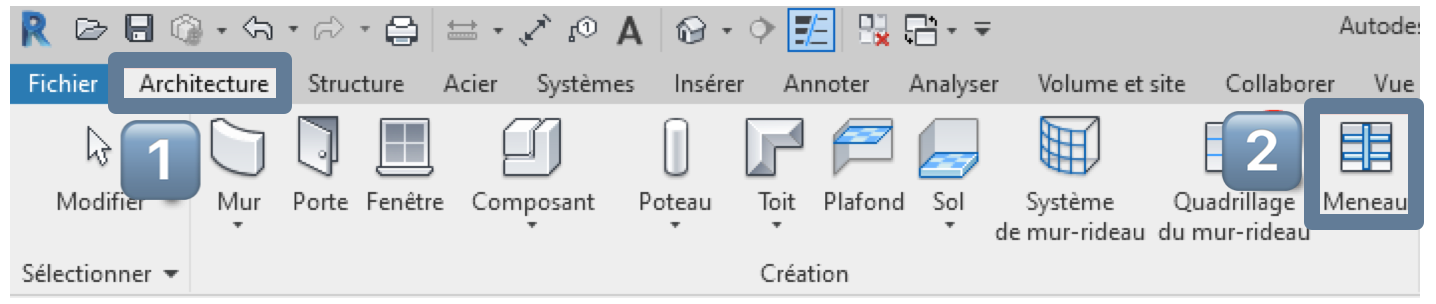 Autodes
Fichier Architecture Structure Acier Systèmes Insérer Annoter Analyser Volume et site Collaborer Vue
1 2
Modifier Mur Porte Fenêtre Composant Poteau Toit Plafond Sol Système Quadrillage Meneau
de mur-rideau du mur-rideau
Sélectionner Création